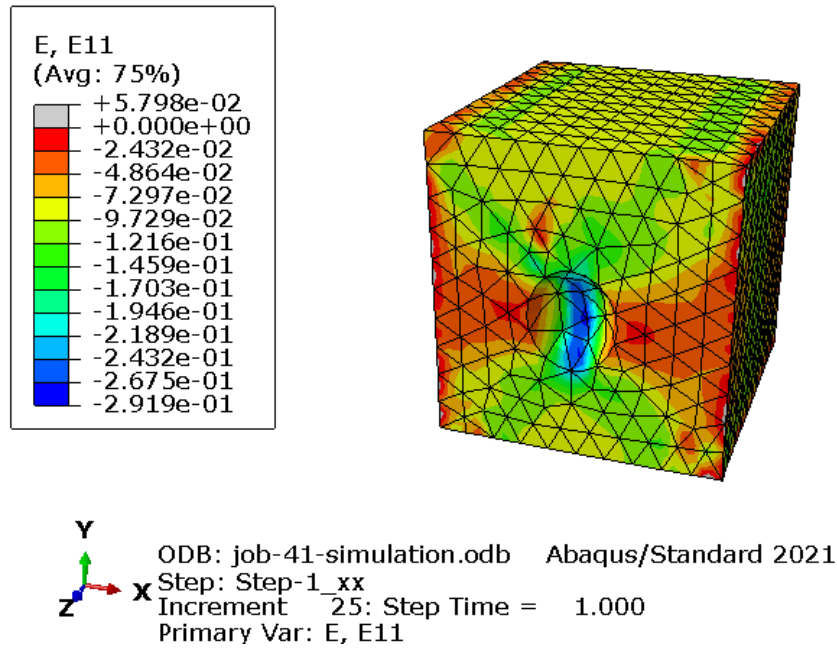 E, E11
(Avg: 75%)
+5.798e-02
+0.000e+00
-2.432e-02
-4.864e-02
-7.297e-02
-9.729e-02
-1.216e-01
-1.459e-01
-1.703e-01
-1.946e-01
-2.189e-01
-2.432e-01
-2.675e-01
-2.919e-01
Y
X
Z
ODB: job-41-simulation.odb Abaqus/Standard 2021
Step: Step-1_xx
Increment 25: Step Time = 1.000
Primary Var: E, E11